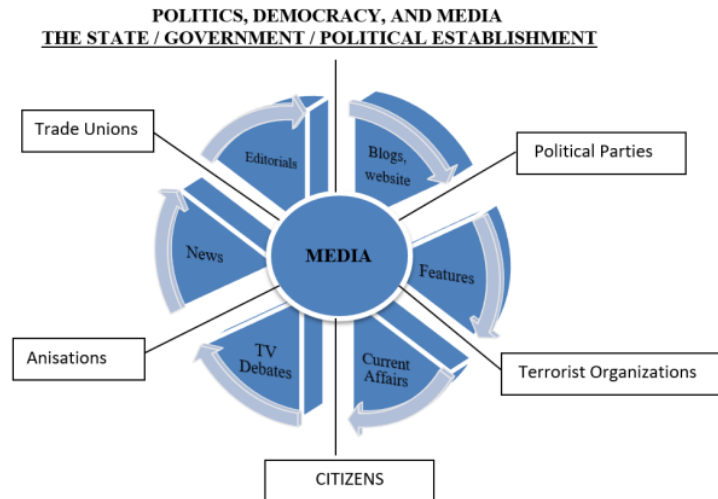 POLITICS, DEMOCRACY, AND MEDIA
THE STATE / GOVERNMENT / POLITICAL ESTABLISHMENT
Trade Unions
Editorials
Blogs,
website
Political Parties
News
MEDIA
Features
Anisations
TV
Debates
Current
Affairs
Terrorist Organizations
CITIZENS